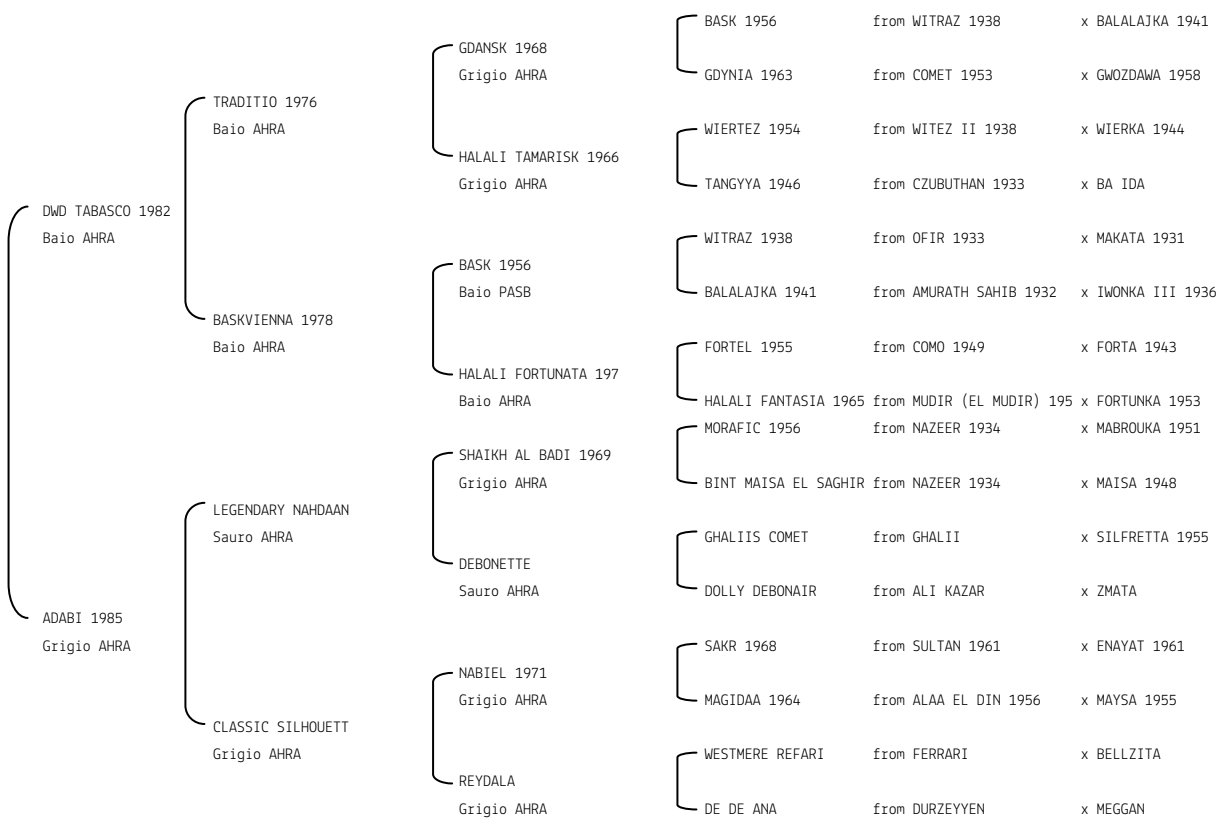 BASK 1956 from WITRAZ 1938 x BALALAJKA 1941
GDANSK 1968
Grigio AHRA
GDYNIA 1963 from COMET 1953 x GWOZDAWA 1958
TRADITIO 1976
Baio AHRA
WIERTEZ 1954 from WITEZ II 1938 x WIERKA 1944
HALALI TAMARISK 1966
Grigio AHRA
TANGYYA 1946 from CZUBUTHAN 1933 x BA IDA
DWD TABASCO 1982
Baio AHRA
WITRAZ 1938 from OFIR 1933 x MAKATA 1931
BASK 1956
Baio PASB
BALALAJKA 1941 from AMURATH SAHIB 1932 x IWONKA III 1936
BASKVIENNA 1978
Baio AHRA
FORTEL 1955 from COMO 1949 x FORTA 1943
HALALI FORTUNATA 197
Baio AHRA
HALALI FANTASIA 1965 from MUDIR (EL MUDIR) 195 x FORTUNKA 1953
MORAFIC 1956 from NAZEER 1934 x MABROUKA 1951
SHAIKH AL BADI 1969
Grigio AHRA
BINT MAISA EL SAGHIR from NAZEER 1934 x MAISA 1948
LEGENDARY NAHDAAN
Sauro AHRA
GHALIIS COMET from GHALII x SILFRETTA 1955
DEBONETTE
Sauro AHRA
DOLLY DEBONAIR from ALI KAZAR x ZMATA
ADABI 1985
Grigio AHRA
SAKR 1968 from SULTAN 1961 x ENAYAT 1961
NABIEL 1971
Grigio AHRA
MAGIDAA 1964 from ALAA EL DIN 1956 x MAYSA 1955
CLASSIC SILHOUETT
Grigio AHRA
WESTMERE REFARI from FERRARI x BELLZITA
REYDALA
Grigio AHRA
DE DE ANA from DURZEYYEN x MEGGAN